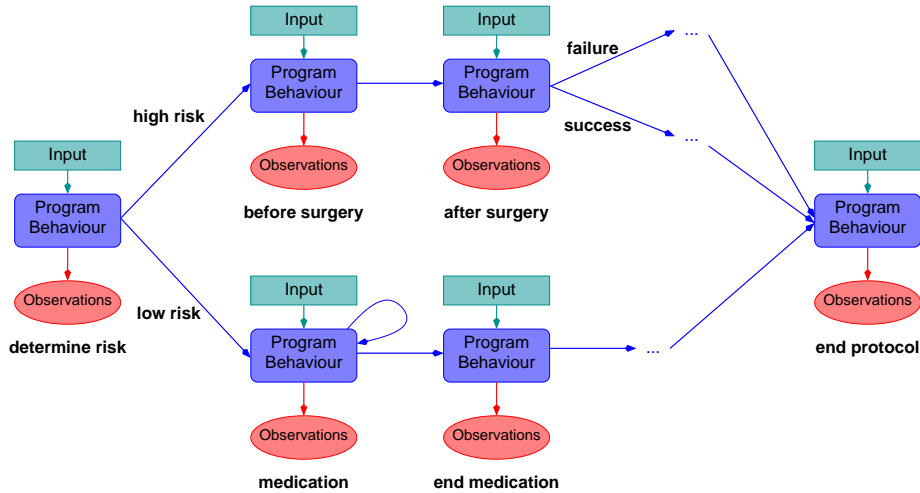 Input
Program
Behaviour
Observations
determine risk
high risk
low risk
Input
Program
Behaviour
Observations
before surgery
Input
Program
Behaviour
Observations
after surgery
failure
...
success
...
Input
Program
Behaviour
Observations
medication
Input
Program
Behaviour
Observations
end medication
...
Input
Program
Behaviour
Observations
end protocol